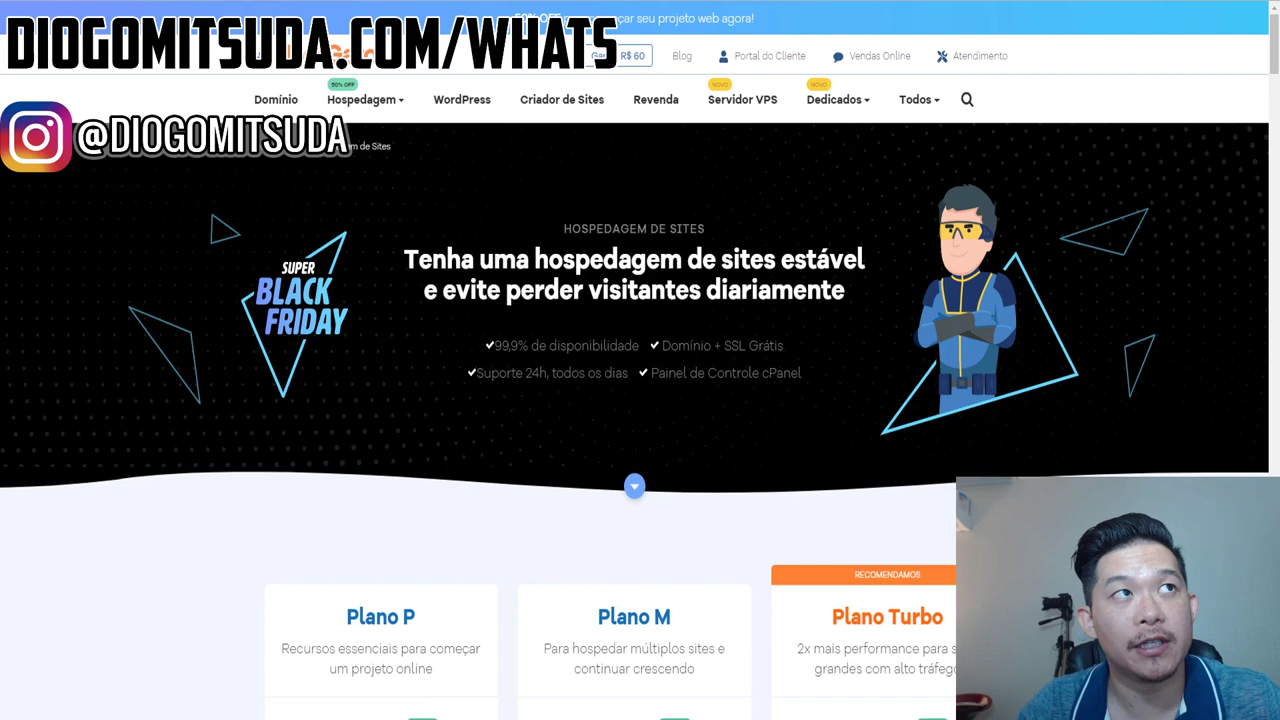 çar seu projeto web agora!
DIOGOMITSUDA.COM/WHATS
R$ 60
Blog
Portal do Cliente
Vendas Online
Atendimento
50% OFF
NOVO
NOVO
Domínio
Hospedagem
WordPress
Criador de Sites
Revenda
Servidor VPS
Dedicados
Todos
@DIOGOMITSUDA
de Sites
HOSPEDAGEM DE SITES
Tenha uma hospedagem de sites estável
e evite perder visitantes diariamente
SUPER
BLACK
FRIDAY
99,9% de disponibilidade
Domínio + SSL Grátis
Suporte 24h, todos os dias
Painel de Controle cPanel
RECOMENDAMOS
Plano P
Recursos essenciais para começar
um projeto online
Plano M
Para hospedar múltiplos sites e
continuar crescendo
Plano Turbo
2x mais performance para s
grandes com alto tráfeg